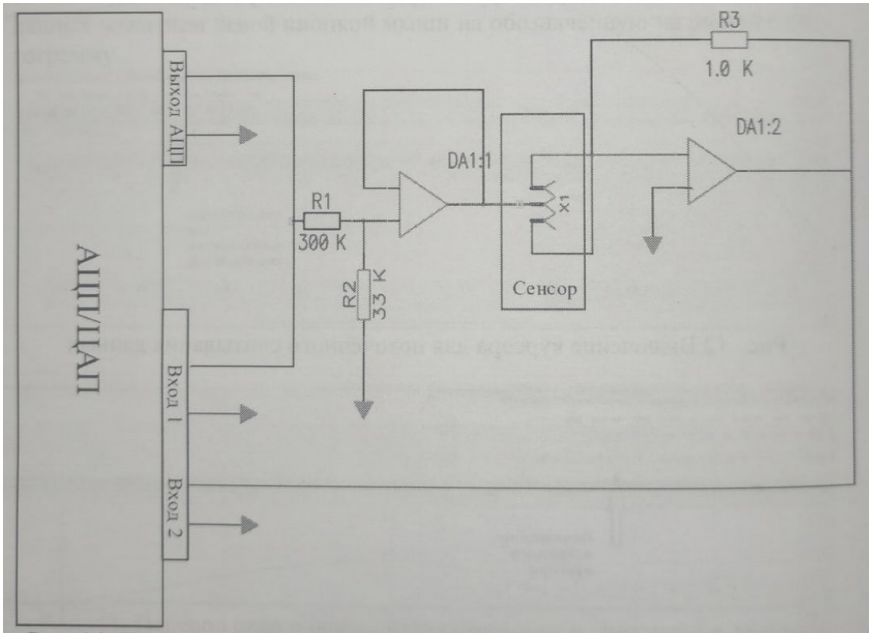 Выход АЦП
АЦП/ЦАП
Вход 1
Вход 2
R1
300 K
R2
33 K
DA1:1
X1
Сенсор
R3
1.0 K
DA1:2